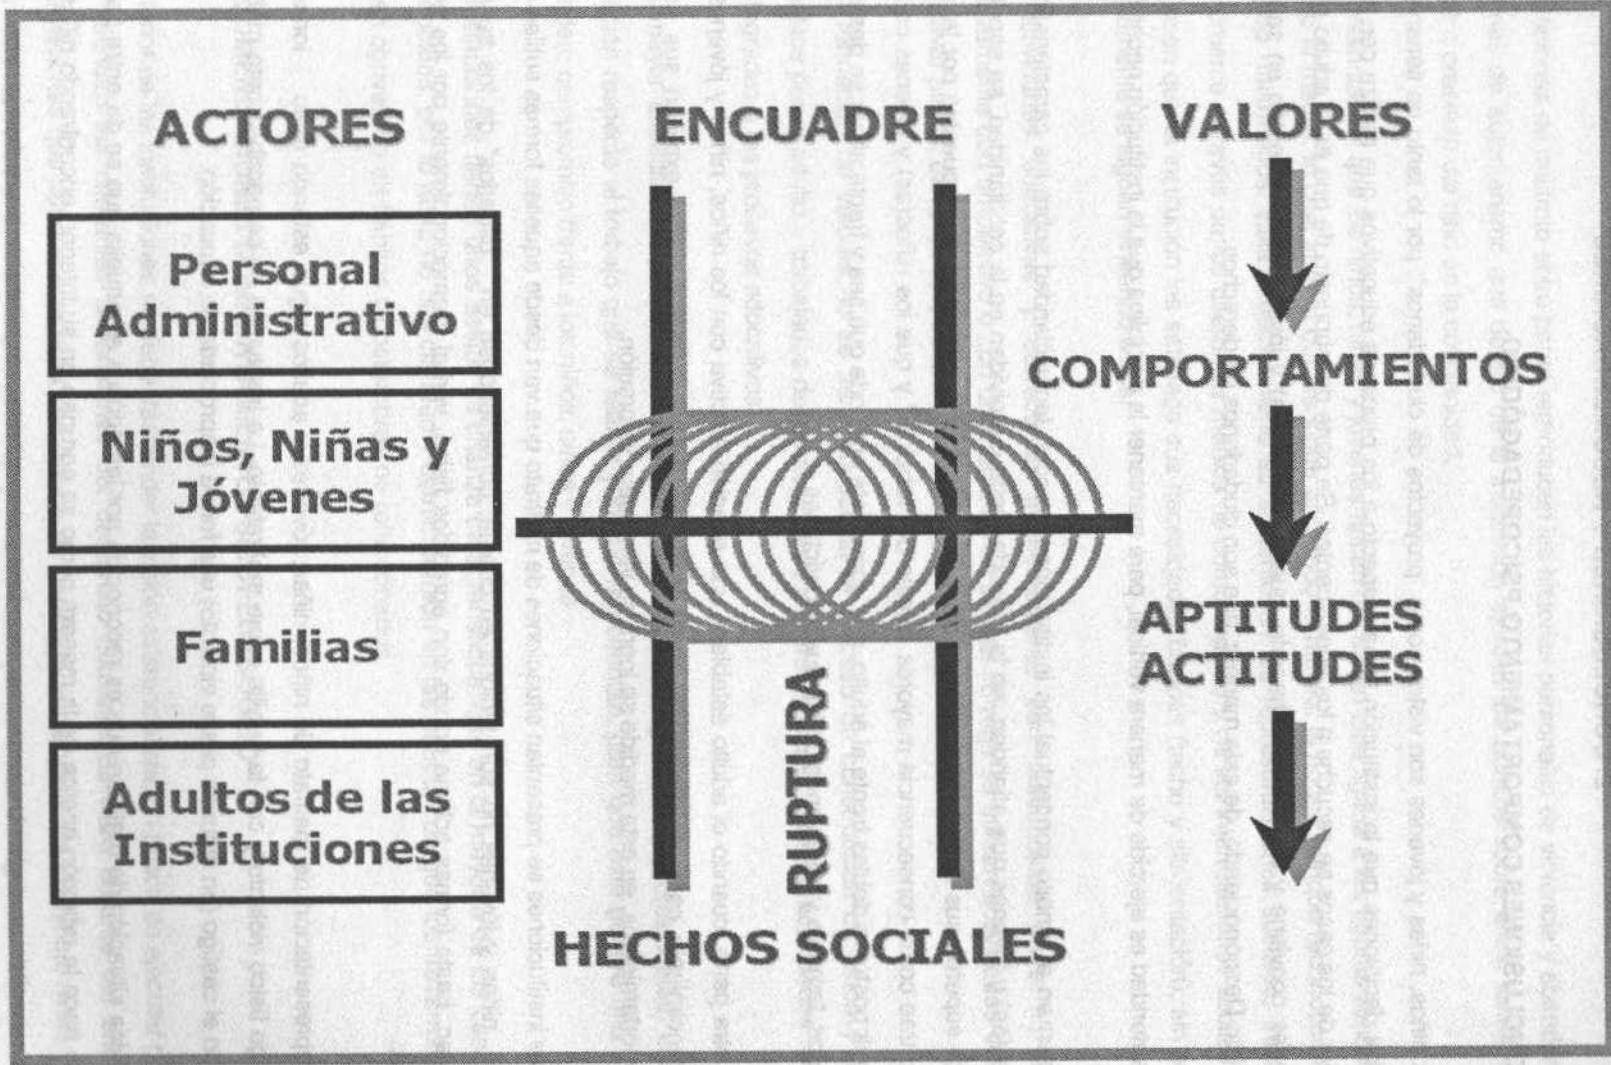 ACTORES
Personal
Administrativo
Niños, Niñas y
Jóvenes
Familias
Adultos de las
Instituciones
ENCUADRE
RUPTURA
HECHOS SOCIALES
VALORES
COMPORTAMIENTOS
APTITUDES
ACTITUDES